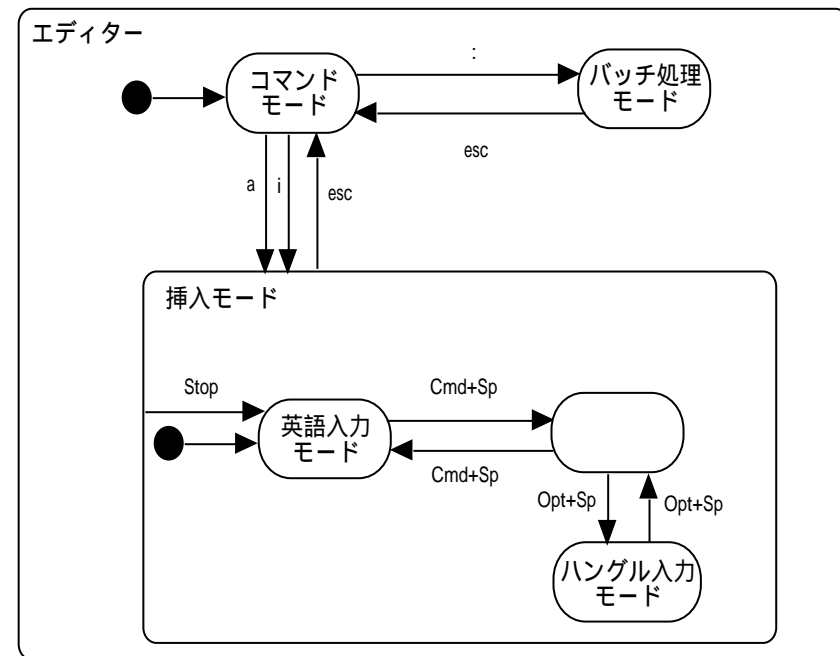 エディター
コマンド
モード
:
バッチ処理
モード
esc
a
i
esc
挿入モード
Stop
英語入力
モード
Cmd+Sp
Cmd+Sp
Opt+Sp
Opt+Sp
ハングル入力
モード